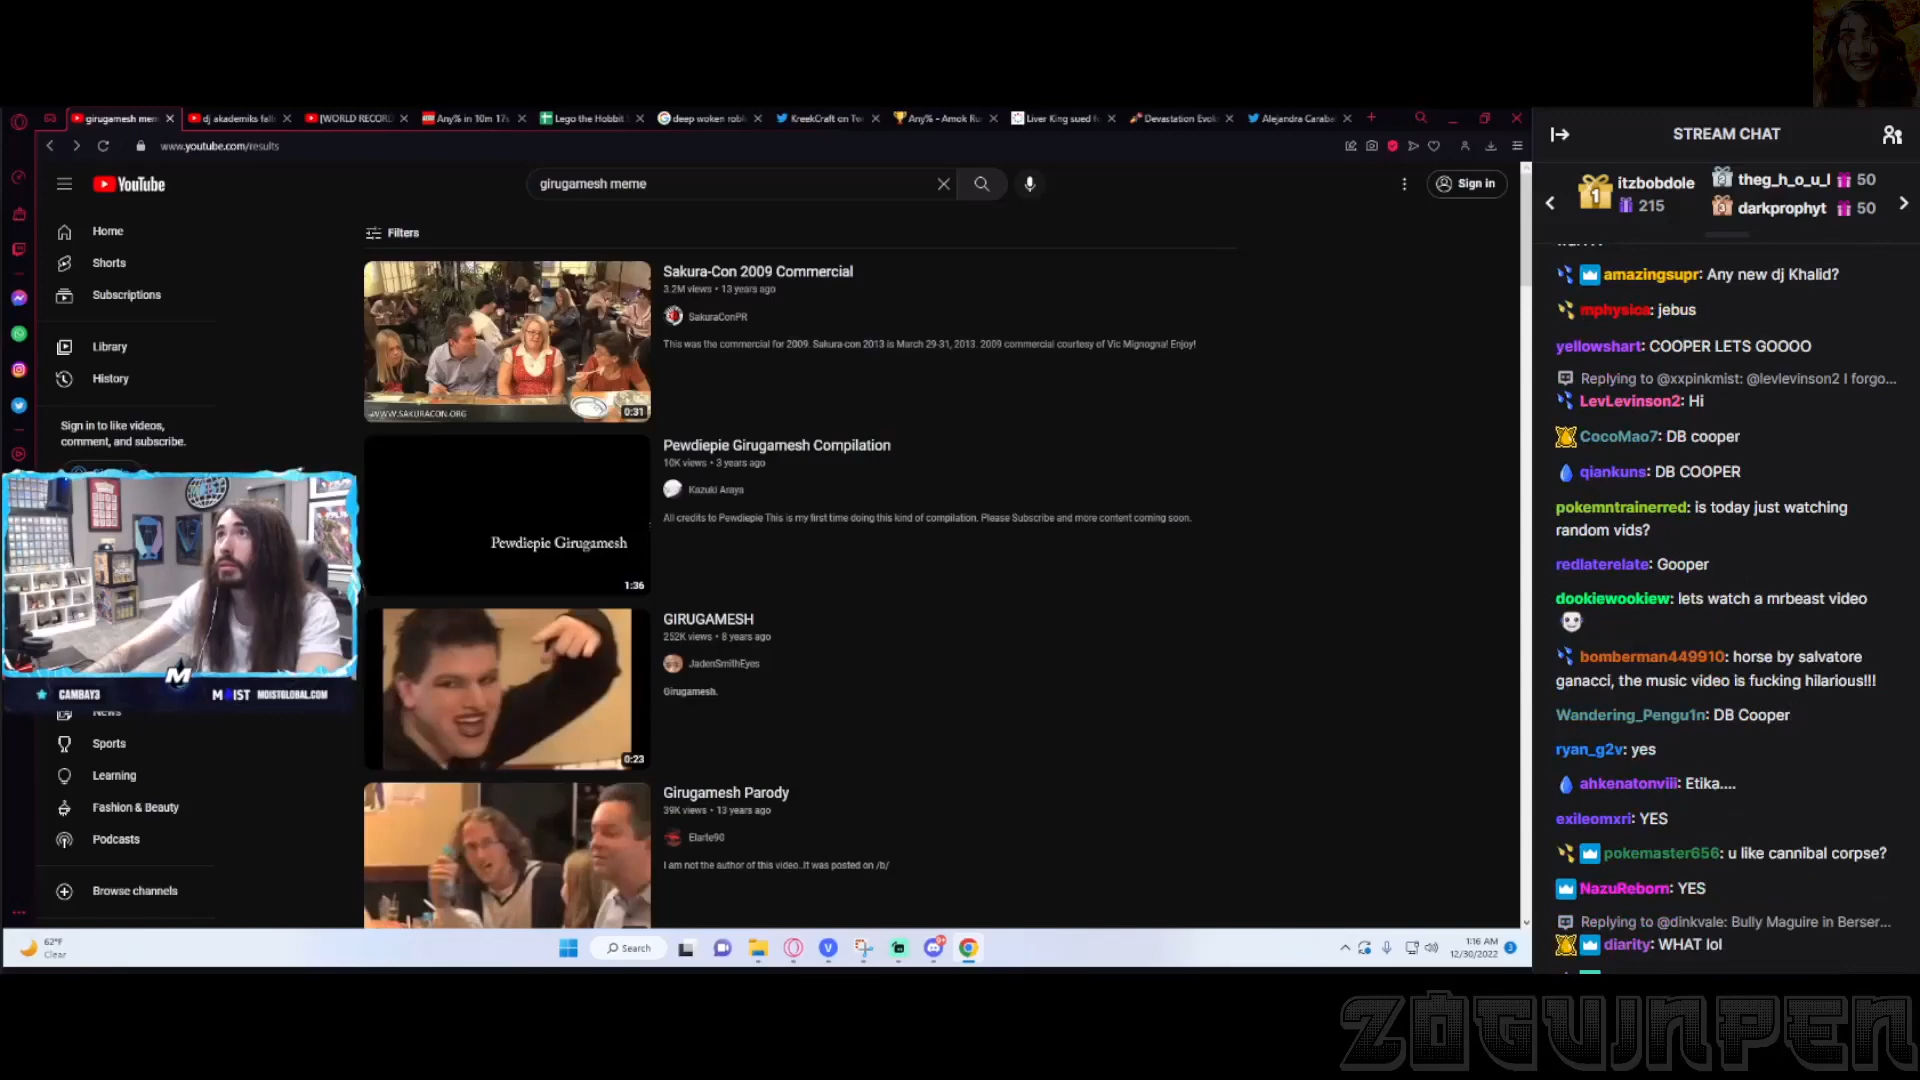 girugamesh mem
dj akademiks fall
[WORLD RECORD
Any% in 10m 17s
Lego the Hobbit
deep woken robl
KreekCraft on Tw
Any% - Amok Ru
Liver King sued f
Devastation Evok
Alejandra Carabal
www.youtube.com/results
YouTube
girugamesh meme
Sign in
Home
Shorts
Subscriptions
Library
History
Sign in to like videos,
comment, and subscribe.
News
Sports
Learning
Fashion & Beauty
Podcasts
Browse channels
Filters
WWW.SAKURACON.ORG
0:31
Sakura-Con 2009 Commercial
3.2M views • 13 years ago
SakuraConPR
This was the commercial for 2009. Sakura-con 2013 is March 29-31, 2013. 2009 commercial courtesy of Vic Mignogna! Enjoy!
Pewdiepie Girugamesh
1:36
Pewdiepie Girugamesh Compilation
10K views • 3 years ago
Kazuki Araya
All credits to Pewdiepie This is my first time doing this kind of compilation. Please Subscribe and more content coming soon.
0:23
GIRUGAMESH
252K views • 8 years ago
JadenSmithEyes
Girugamesh.
Girugamesh Parody
39K views • 13 years ago
Elarte90
I am not the author of this video..It was posted on /b/
M
CAMBAY3
MOIST MOISTGLOBAL.COM
62°F
Clear
Search
1:16 AM
12/30/2022
3
STREAM CHAT
1
itzbobdole
215
2
theg_h_o_u_l 50
3
darkprophyt 50
amazingsupr: Any new dj Khalid?
mphysica: jebus
yellowshart: COOPER LETS GOOOO
Replying to @xxpinkmist: @levlevinson2 I forgo...
LevLevinson2: Hi
CocoMao7: DB cooper
qiankuns: DB COOPER
pokemntrainerred: is today just watching
random vids?
redlaterelate: Gooper
dookiewookiew: lets watch a mrbeast video
bomberman449910: horse by salvatore
ganacci, the music video is fucking hilarious!!!
Wandering_Pengu1n: DB Cooper
ryan_g2v: yes
ahkenatonviii: Etika....
exileomxri: YES
pokemaster656: u like cannibal corpse?
NazuReborn: YES
Replying to @dinkvale: Bully Maguire in Berser...
diarity: WHAT lol
ZOGUJNPEN